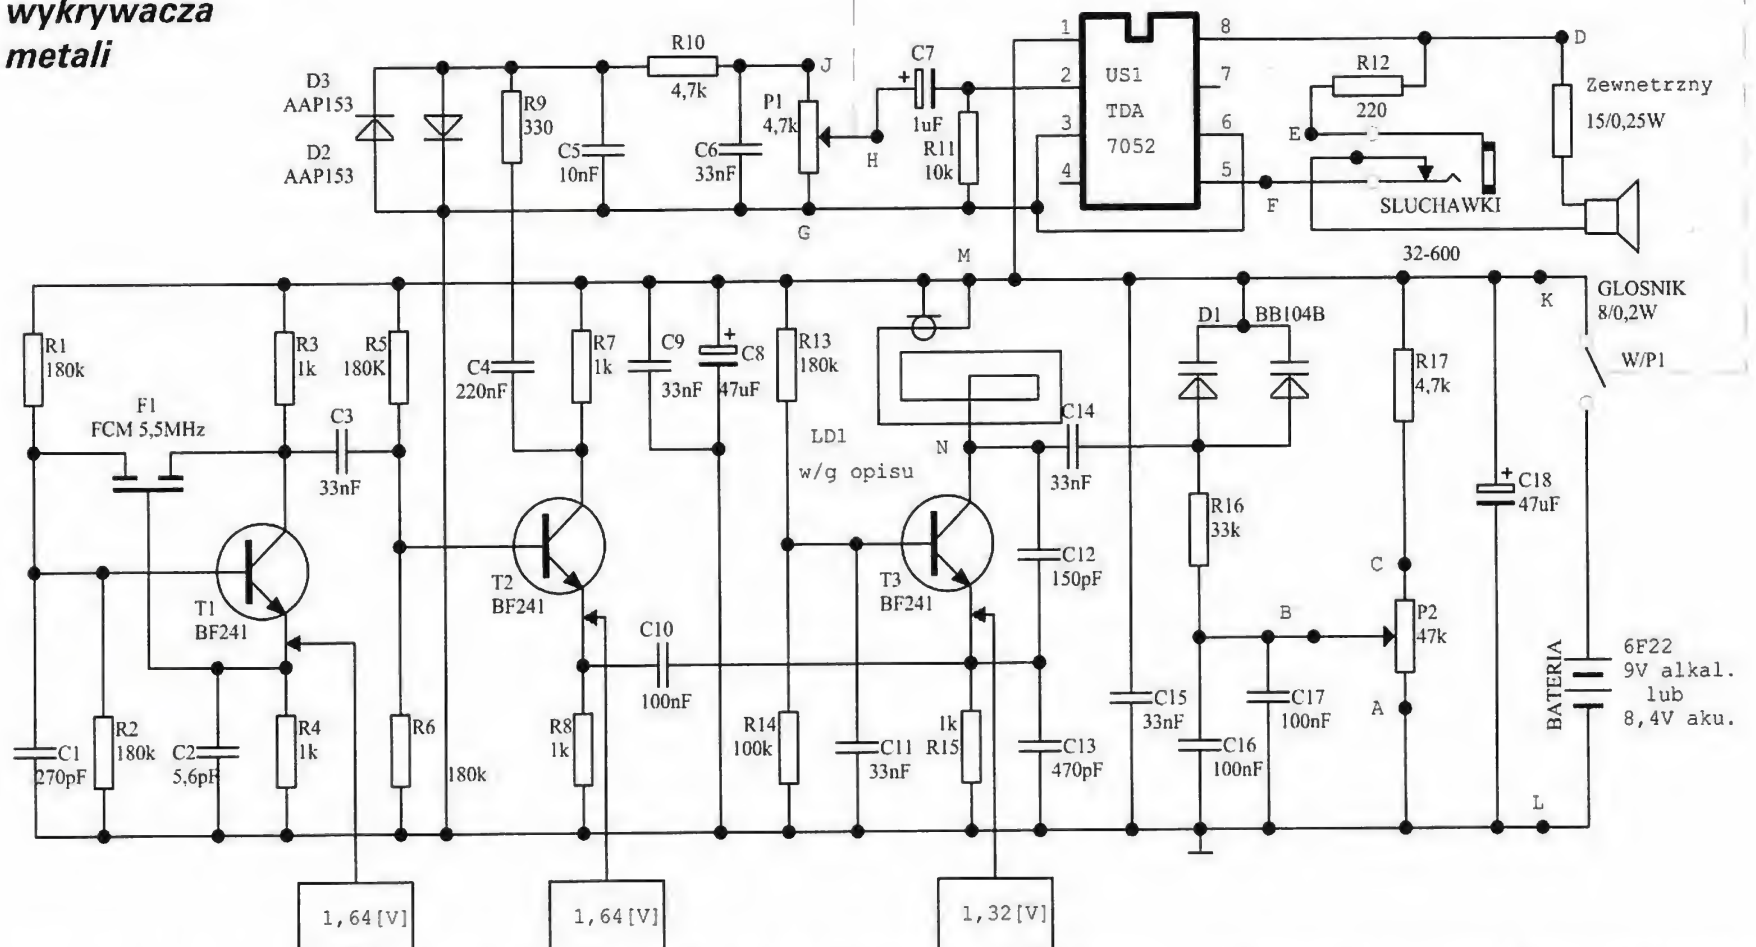 wykrywacza
metali
D3
AAP153
D2
AAP153
R9
330
R10
4,7k
C5
10nF
C6
33nF
J
P1
4,7k
H
G
C7
+
1uF
R11
10k
1
2
3
4
US1
TDA
7052
8
7
6
5
R12
220
E
F
D
Zewnetrzny
15/0,25W
SLUCHAWKI
32-600
GLOSNIK
8/0,2W
K
W/P1
M
R1
180k
F1
FCM 5,5MHz
R3
1k
R5
180K
C3
33nF
C4
220nF
R7
1k
C9
33nF
+
C8
47uF
R13
180k
LD1
w/g opisu
N
C14
33nF
D1
BB104B
R17
4,7k
+
C18
47uF
R16
33k
C12
150pF
T1
BF241
T2
BF241
T3
BF241
C10
100nF
C
B
P2
47k
A
BATERIA
6F22
9V alkal.
lub
8,4V aku.
C1
270pF
R2
180k
C2
5,6pF
R4
1k
R6
180k
R8
1k
R14
100k
C11
33nF
1k
R15
C13
470pF
C15
33nF
C16
100nF
C17
100nF
L
1,64[V]
1,64[V]
1,32[V]